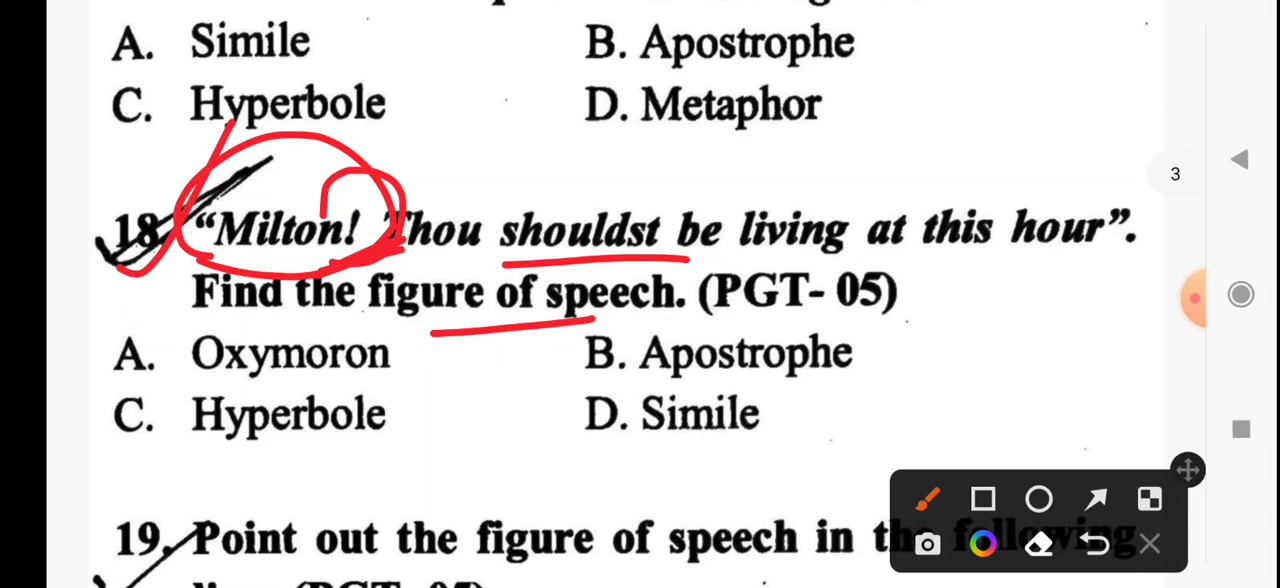 A. Simile B. Apostrophe
C. Hyperbole D. Metaphor
3
18. “Milton! Thou shouldst be living at this hour”.
Find the figure of speech. (PGT- 05)
A. Oxymoron B. Apostrophe
C. Hyperbole D. Simile
19. Point out the figure of speech in the following